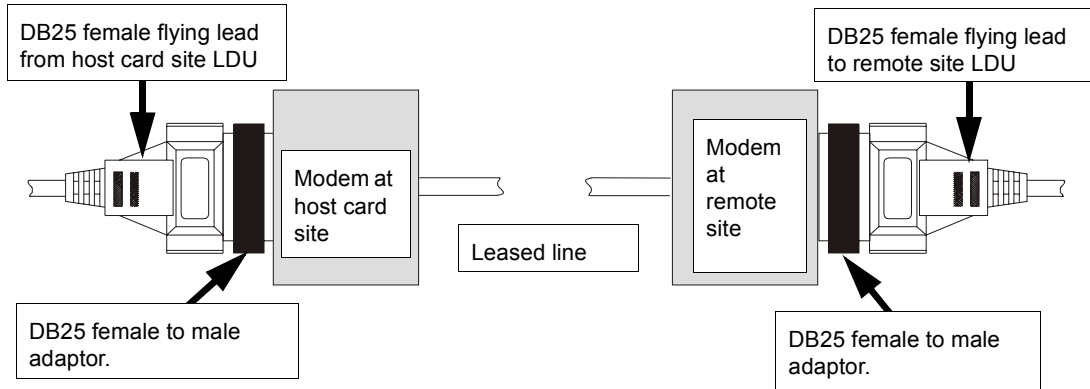 DB25 female flying lead
from host card site LDU
DB25 female flying lead
to remote site LDU
Modem at
host card
site
Leased line
Modem
at
remote
site
DB25 female to male
adaptor.
DB25 female to male
adaptor.